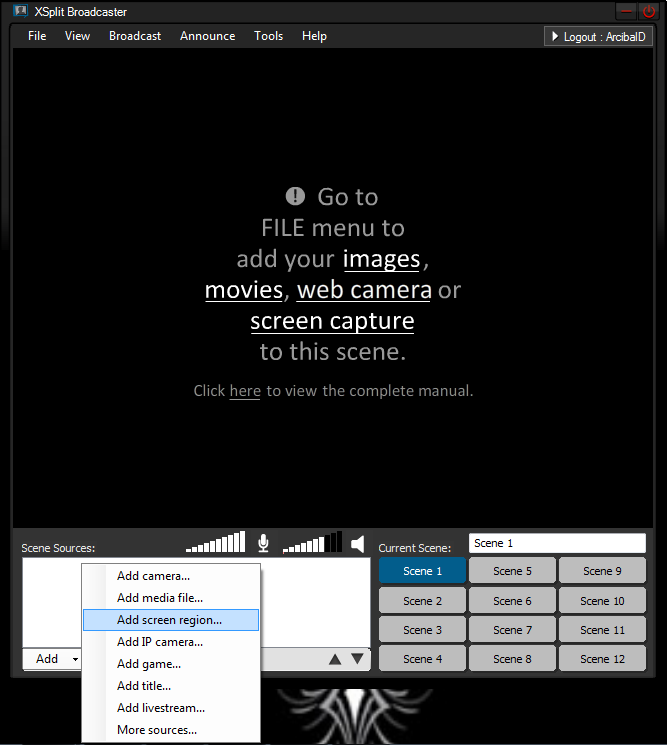 XSplit Broadcaster
File View Broadcast Announce Tools Help Logout : ArcibalD
! Go to
FILE menu to
add your images,
movies, web camera or
screen capture
to this scene.
Click here to view the complete manual.
Scene Sources:
Current Scene: Scene 1
Scene 1 Scene 5 Scene 9
Scene 2 Scene 6 Scene 10
Scene 3 Scene 7 Scene 11
Scene 4 Scene 8 Scene 12
Add
Add camera...
Add media file...
Add screen region...
Add IP camera...
Add game...
Add title...
Add livestream...
More sources...